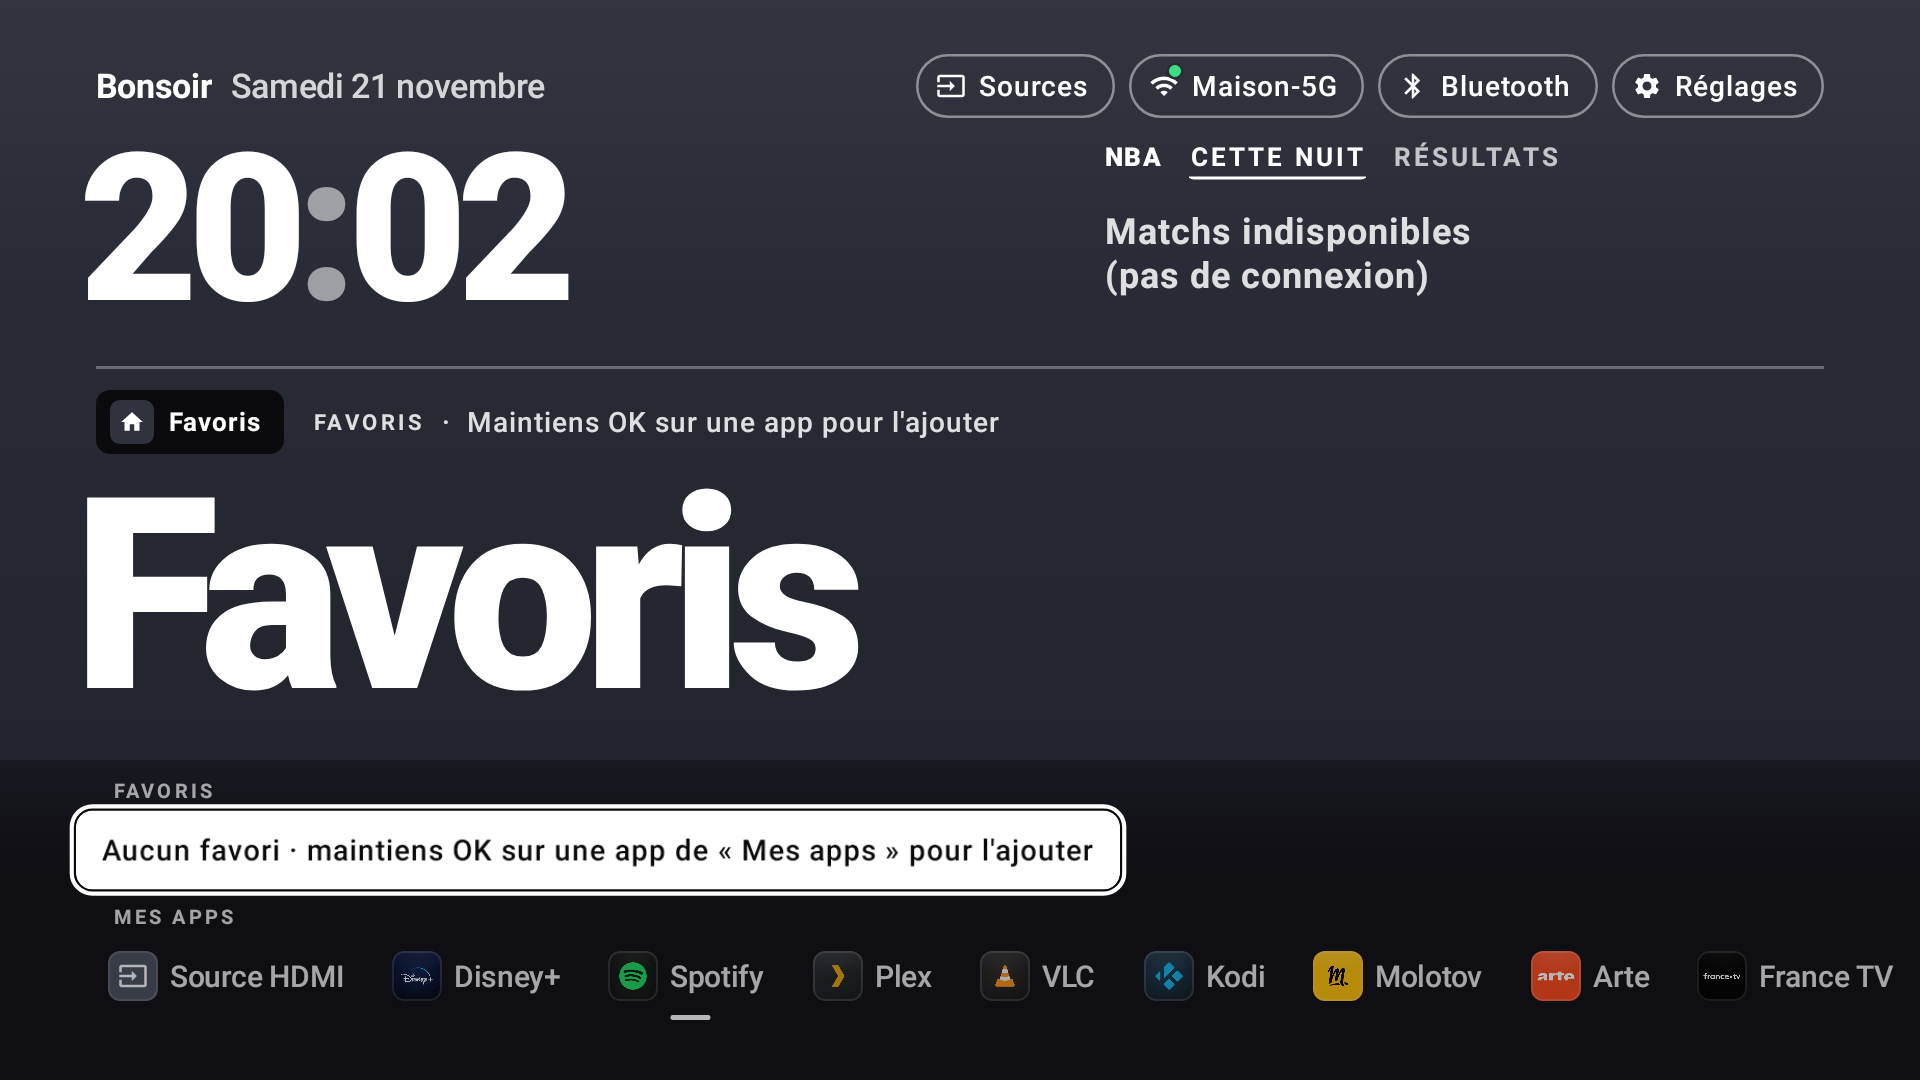 Bonsoir Samedi 21 novembre
Sources
Maison-5G
Bluetooth
Réglages
20:02
NBA CETTE NUIT RÉSULTATS
Matchs indisponibles
(pas de connexion)
Favoris
FAVORIS · Maintiens OK sur une app pour l'ajouter
Favoris
FAVORIS
Aucun favori · maintiens OK sur une app de « Mes apps » pour l'ajouter
MES APPS
Source HDMI
Disney+ Disney+
Spotify
Plex
VLC
Kodi
Molotov
arte Arte
france•tv France TV